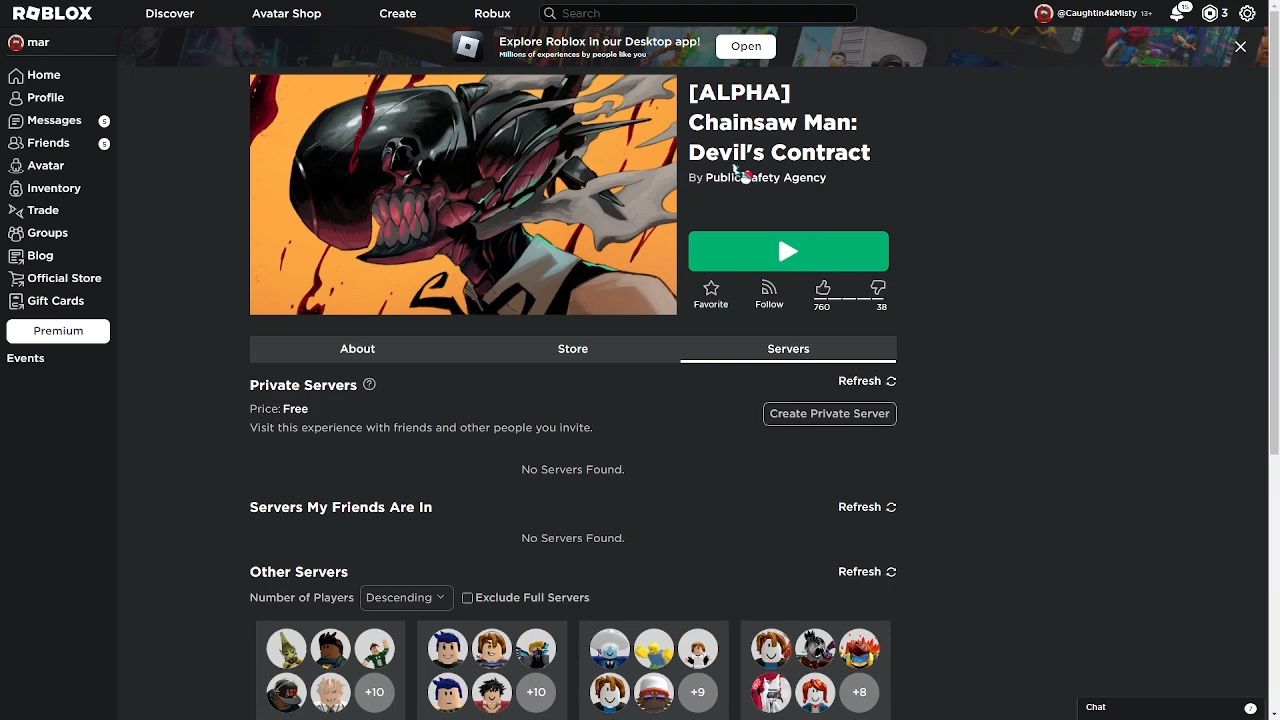 ROBLOX
Discover
Avatar Shop
Create
Robux
Search
@CaughtIn4kMisty 13+
15
3
mar
Home
Profile
Messages 5
Friends 5
Avatar
Inventory
Trade
Groups
Blog
Official Store
Gift Cards
Premium
Events
Explore Roblox in our Desktop app!
Millions of experiences by people like you
Open
[ALPHA]
Chainsaw Man:
Devil's Contract
By Public Safety Agency
Favorite
Follow
760
38
About
Store
Servers
Private Servers
Refresh
Price: Free
Create Private Server
Visit this experience with friends and other people you invite.
No Servers Found.
Servers My Friends Are In
Refresh
No Servers Found.
Other Servers
Refresh
Number of Players
Descending
Exclude Full Servers
+10
+10
+9
+8
Chat
7